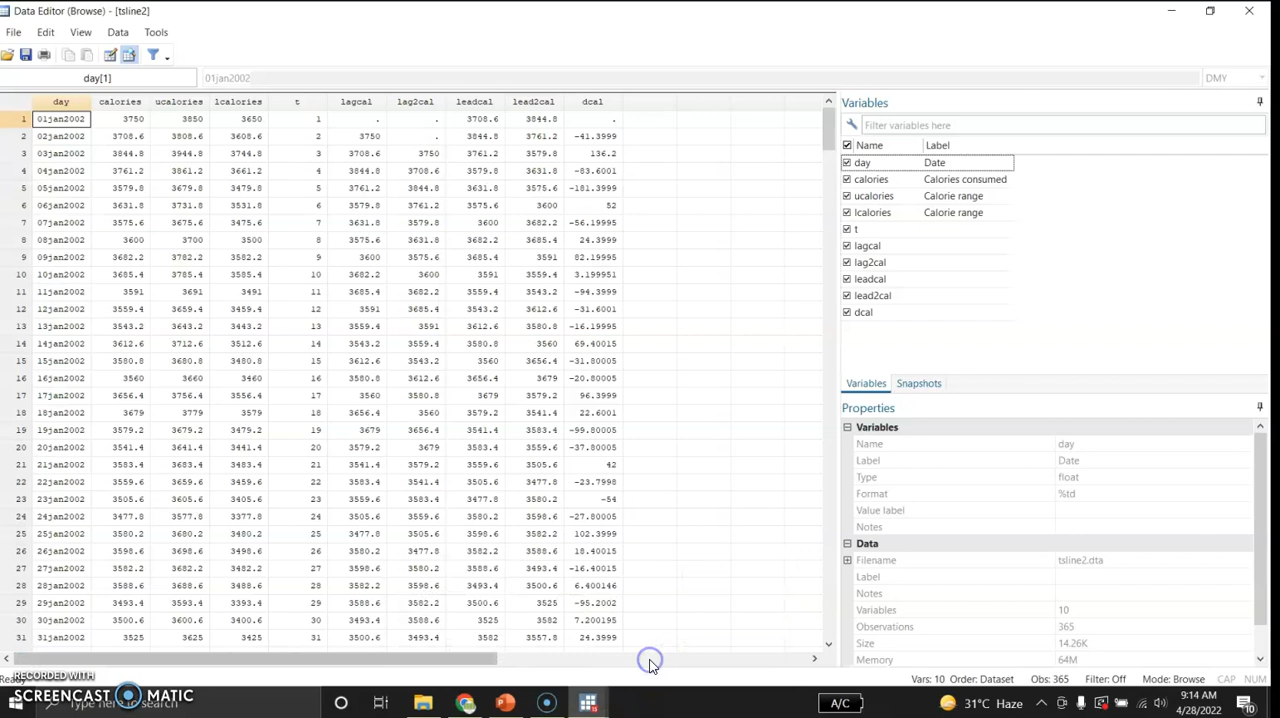 Data Editor (Browse) - [tsline2]
File Edit View Data Tools
day[1] 01jan2002 DMY
day calories ucalories lcalories t lagcal lag2cal leadcal lead2cal dcal
1 01jan2002 3750 3850 3650 1 . . 3708.6 3844.8 .
2 02jan2002 3708.6 3808.6 3608.6 2 3750 . 3844.8 3761.2 -41.3999
3 03jan2002 3844.8 3944.8 3744.8 3 3708.6 3750 3761.2 3579.8 136.2
4 04jan2002 3761.2 3861.2 3661.2 4 3844.8 3708.6 3579.8 3631.8 -83.6001
5 05jan2002 3579.8 3679.8 3479.8 5 3761.2 3844.8 3631.8 3575.6 -181.3999
6 06jan2002 3631.8 3731.8 3531.8 6 3579.8 3761.2 3575.6 3600 52
7 07jan2002 3575.6 3675.6 3475.6 7 3631.8 3579.8 3600 3682.2 -56.19995
8 08jan2002 3600 3700 3500 8 3575.6 3631.8 3682.2 3685.4 24.3999
9 09jan2002 3682.2 3782.2 3582.2 9 3600 3575.6 3685.4 3591 82.19995
10 10jan2002 3685.4 3785.4 3585.4 10 3682.2 3600 3591 3559.4 3.199951
11 11jan2002 3591 3691 3491 11 3685.4 3682.2 3559.4 3543.2 -94.3999
12 12jan2002 3559.4 3659.4 3459.4 12 3591 3685.4 3543.2 3612.6 -31.6001
13 13jan2002 3543.2 3643.2 3443.2 13 3559.4 3591 3612.6 3580.8 -16.19995
14 14jan2002 3612.6 3712.6 3512.6 14 3543.2 3559.4 3580.8 3560 69.40015
15 15jan2002 3580.8 3680.8 3480.8 15 3612.6 3543.2 3560 3656.4 -31.80005
16 16jan2002 3560 3660 3460 16 3580.8 3612.6 3656.4 3679 -20.80005
17 17jan2002 3656.4 3756.4 3556.4 17 3560 3580.8 3679 3579.2 96.3999
18 18jan2002 3679 3779 3579 18 3656.4 3560 3579.2 3541.4 22.6001
19 19jan2002 3579.2 3679.2 3479.2 19 3679 3656.4 3541.4 3583.4 -99.80005
20 20jan2002 3541.4 3641.4 3441.4 20 3579.2 3679 3583.4 3559.6 -37.80005
21 21jan2002 3583.4 3683.4 3483.4 21 3541.4 3579.2 3559.6 3505.6 42
22 22jan2002 3559.6 3659.6 3459.6 22 3583.4 3541.4 3505.6 3477.8 -23.7998
23 23jan2002 3505.6 3605.6 3405.6 23 3559.6 3583.4 3477.8 3580.2 -54
24 24jan2002 3477.8 3577.8 3377.8 24 3505.6 3559.6 3580.2 3598.6 -27.80005
25 25jan2002 3580.2 3680.2 3480.2 25 3477.8 3505.6 3598.6 3582.2 102.3999
26 26jan2002 3598.6 3698.6 3498.6 26 3580.2 3477.8 3582.2 3588.6 18.40015
27 27jan2002 3582.2 3682.2 3482.2 27 3598.6 3580.2 3588.6 3493.4 -16.40015
28 28jan2002 3588.6 3688.6 3488.6 28 3582.2 3598.6 3493.4 3500.6 6.400146
29 29jan2002 3493.4 3593.4 3393.4 29 3588.6 3582.2 3500.6 3525 -95.2002
30 30jan2002 3500.6 3600.6 3400.6 30 3493.4 3588.6 3525 3582 7.200195
31 31jan2002 3525 3625 3425 31 3500.6 3493.4 3582 3557.8 24.3999
Variables
Filter variables here
Name Label
day Date
calories Calories consumed
ucalories Calorie range
lcalories Calorie range
t
lagcal
lag2cal
leadcal
lead2cal
dcal
Variables Snapshots
Properties
Variables
Name day
Label Date
Type float
Format %td
Value label
Notes
Data
Filename tsline2.dta
Label
Notes
Variables 10
Observations 365
Size 14.26K
Memory 64M
Vars: 10 Order: Dataset Obs: 365 Filter: Off Mode: Browse CAP NUM
RECORDED WITH
SCREENCAST MATIC
Type here to search
A/C
31°C Haze
9:14 AM
4/28/2022
10